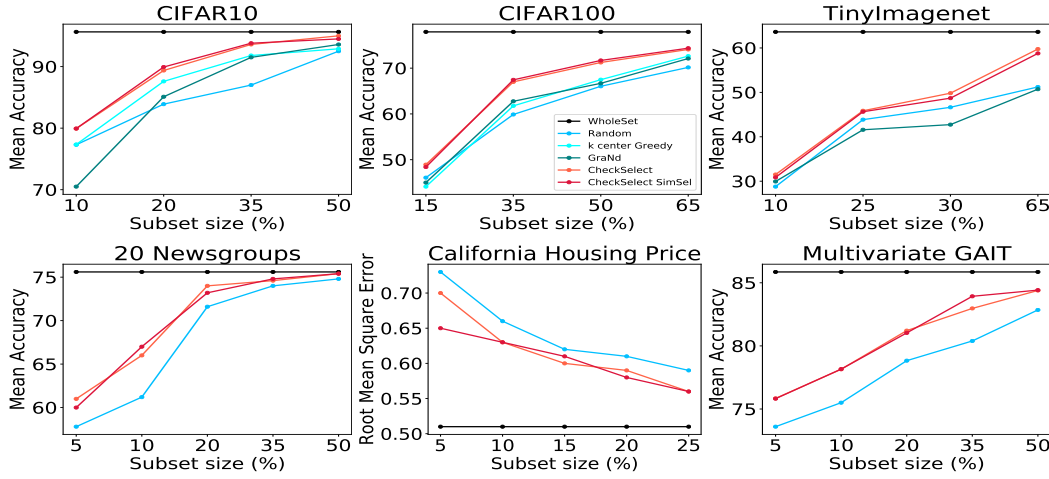 CIFAR10
Mean Accuracy
90
80
70
10 20 35 50
Subset size (%)
CIFAR100
Mean Accuracy
70
60
50
15 35 50 65
Subset size (%)
WholeSet
Random
k center Greedy
GraNd
CheckSelect
CheckSelect SimSel
TinyImagenet
Mean Accuracy
60
50
40
30
10 25 30 65
Subset size (%)
20 Newsgroups
Mean Accuracy
75
70
65
60
5 10 20 35 50
Subset size (%)
California Housing Price
Root Mean Square Error
0.70
0.65
0.60
0.55
0.50
5 10 15 20 25
Subset size (%)
Multivariate GAIT
Mean Accuracy
85
80
75
5 10 20 35 50
Subset size (%)